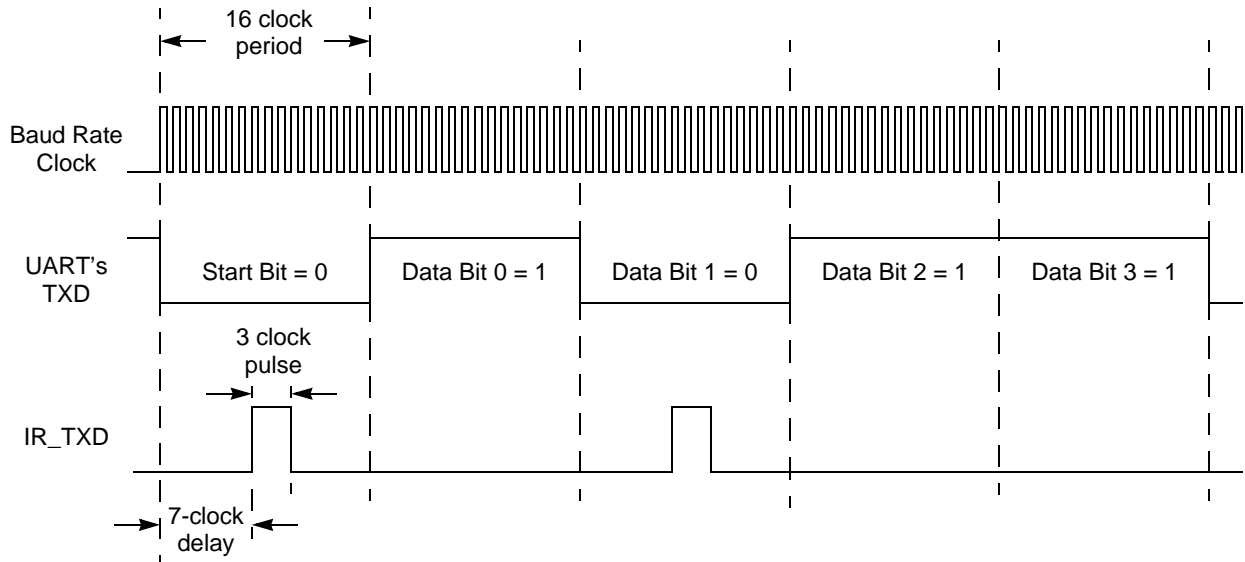 16 clock
period
Baud Rate
Clock
UART's
TXD
Start Bit = 0
Data Bit 0 = 1
Data Bit 1 = 0
Data Bit 2 = 1
Data Bit 3 = 1
3 clock
pulse
IR_TXD
7-clock
delay